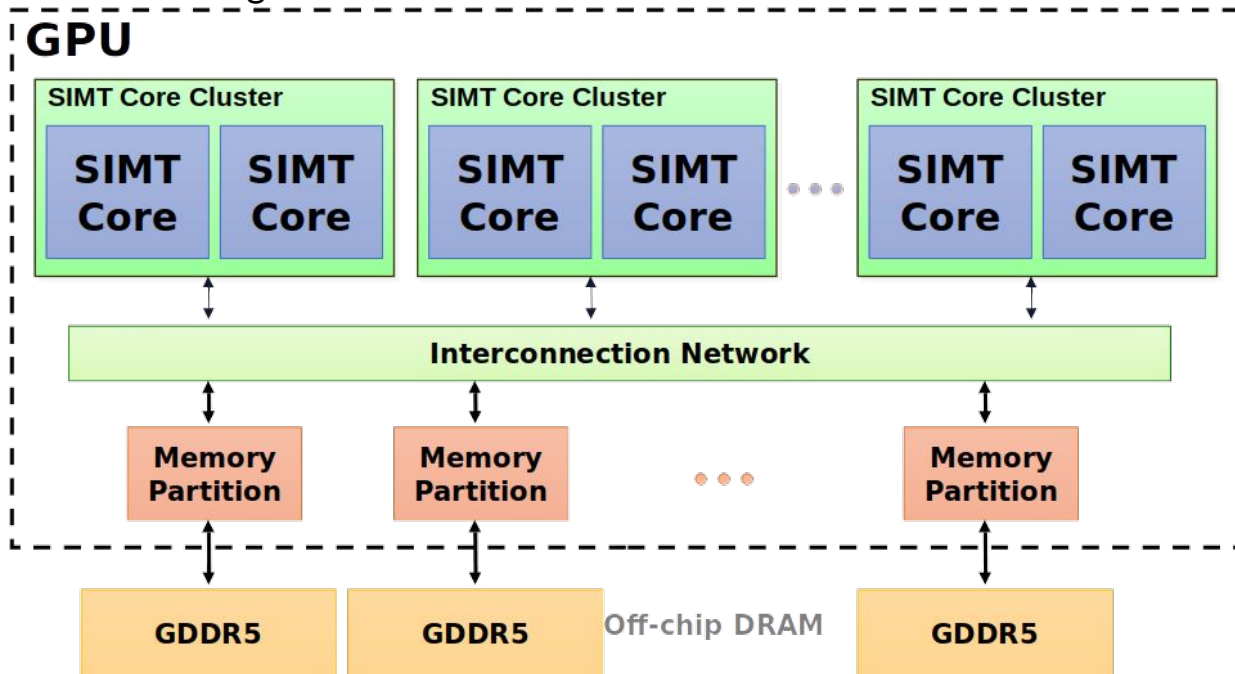 GPU
SIMT Core Cluster
SIMT Core Cluster
SIMT Core Cluster
SIMT
Core
SIMT
Core
SIMT
Core
SIMT
Core
SIMT
Core
SIMT
Core
Interconnection Network
Memory
Partition
Memory
Partition
Memory
Partition
GDDR5
GDDR5
Off-chip DRAM
GDDR5